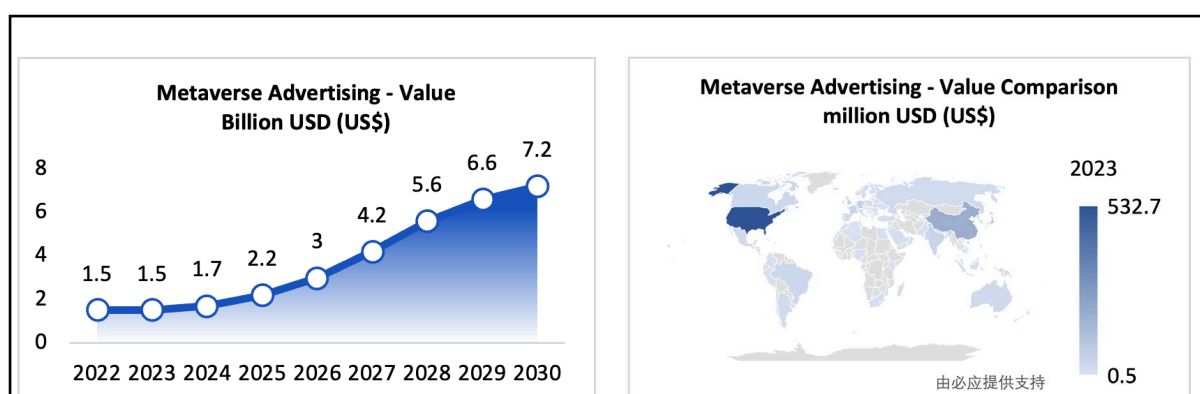 Metaverse Advertising - Value
Billion USD (US$)
8
6
4
2
0
1.5
1.5
1.7
2.2
3
4.2
5.6
6.6
7.2
2022 2023 2024 2025 2026 2027 2028 2029 2030
Metaverse Advertising - Value Comparison
million USD (US$)
2023
532.7
0.5
由必应提供支持